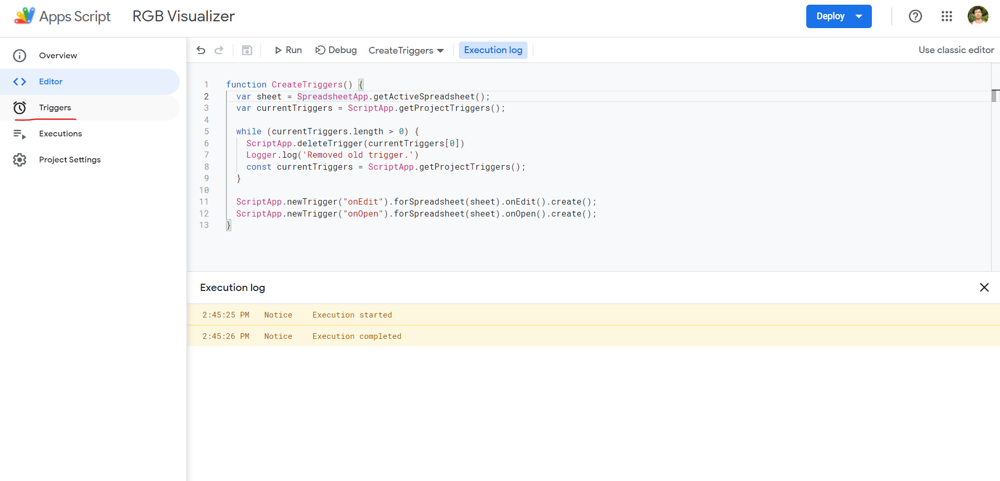 Apps Script
RGB Visualizer
Deploy
Overview
Editor
Triggers
Executions
Project Settings
Run
Debug
CreateTriggers
Execution log
Use classic editor
1 function CreateTriggers() {
2 var sheet = SpreadsheetApp.getActiveSpreadsheet();
3 var currentTriggers = ScriptApp.getProjectTriggers();
4
5 while (currentTriggers.length > 0) {
6 ScriptApp.deleteTrigger(currentTriggers[0])
7 Logger.log('Removed old trigger.')
8 const currentTriggers = ScriptApp.getProjectTriggers();
9 }
10
11 ScriptApp.newTrigger("onEdit").forSpreadsheet(sheet).onEdit().create();
12 ScriptApp.newTrigger("onOpen").forSpreadsheet(sheet).onOpen().create();
13 }
Execution log
2:45:25 PM Notice Execution started
2:45:26 PM Notice Execution completed